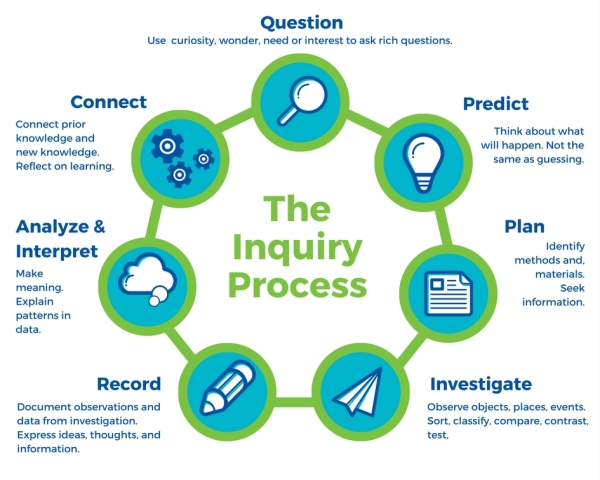 Question
Use curiosity, wonder, need or interest to ask rich questions.
Predict
Think about what
will happen. Not the
same as guessing.
Plan
Identify
methods and,
materials.
Seek
information.
Investigate
Observe objects, places, events.
Sort, classify, compare, contrast,
test,
Record
Document observations and
data from investigation.
Express ideas, thoughts, and
information.
Analyze &
Interpret
Make
meaning.
Explain
patterns in
data.
Connect
Connect prior
knowledge and
new knowledge.
Reflect on learning.
The
Inquiry
Process